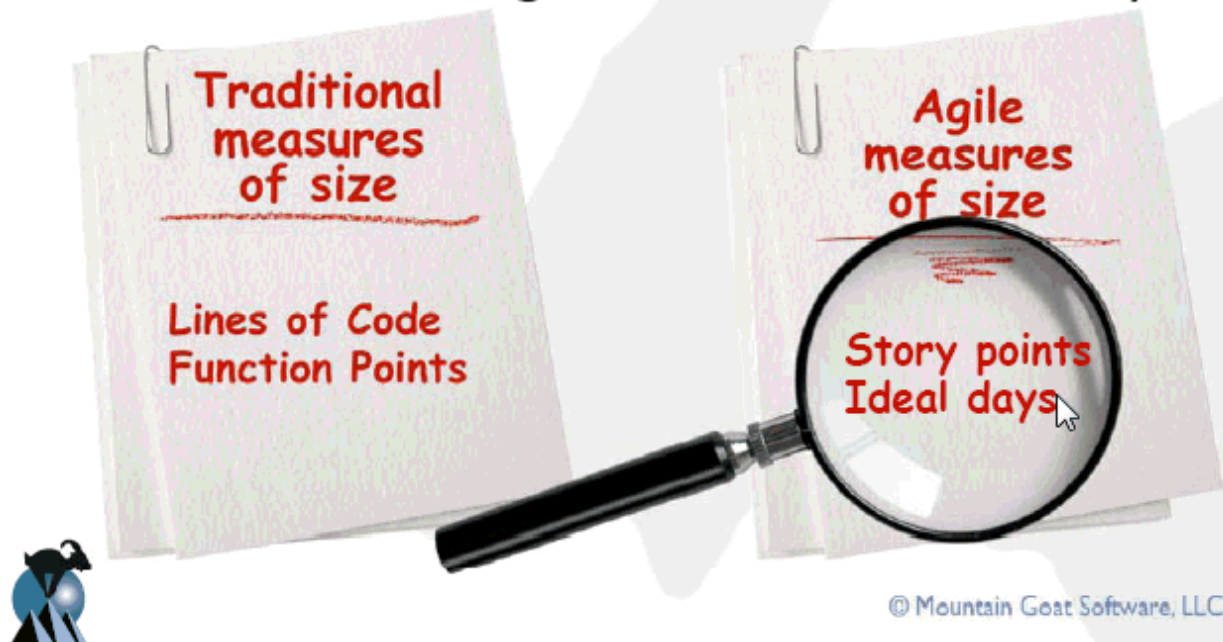 Traditional
measures
of size
Lines of Code
Function Points
Agile
measures
of size
Story points
Ideal days
© Mountain Goat Software, LLC